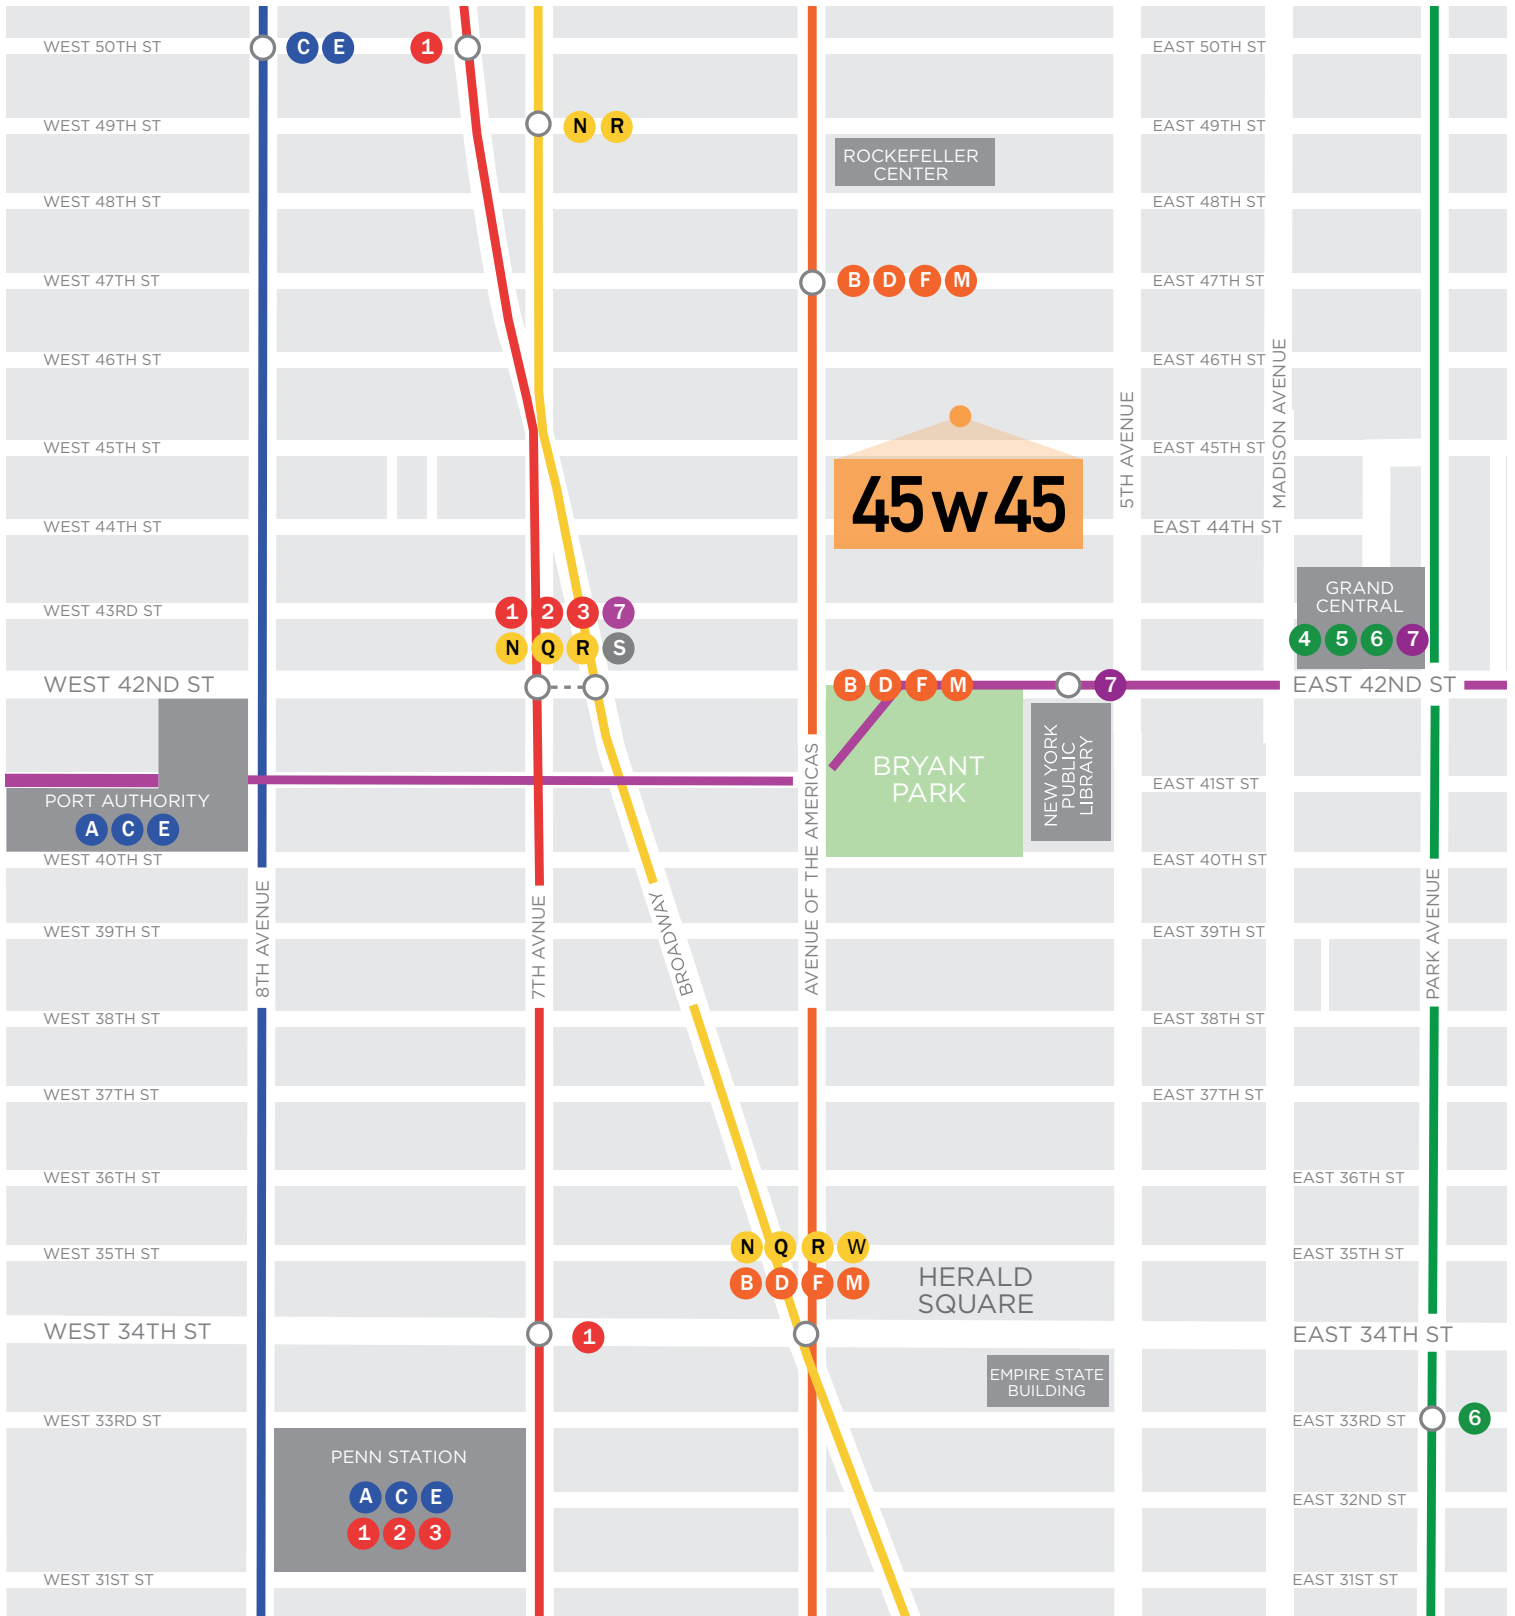 WEST 50TH ST
C E
1
EAST 50TH ST
WEST 49TH ST
N R
EAST 49TH ST
ROCKEFELLER
CENTER
WEST 48TH ST
EAST 48TH ST
WEST 47TH ST
B D F M
EAST 47TH ST
WEST 46TH ST
EAST 46TH ST
MADISON AVENUE
5TH AVENUE
WEST 45TH ST
EAST 45TH ST
45 w 45
WEST 44TH ST
EAST 44TH ST
GRAND
CENTRAL
4 5 6 7
WEST 43RD ST
1 2 3 7
N Q R S
WEST 42ND ST
B D F M
7
EAST 42ND ST
BRYANT
PARK
NEW YORK
PUBLIC
LIBRARY
EAST 41ST ST
PORT AUTHORITY
A C E
WEST 40TH ST
EAST 40TH ST
8TH AVENUE
7TH AVNUE
BROADWAY
AVENUE OF THE AMERICAS
PARK AVENUE
WEST 39TH ST
EAST 39TH ST
WEST 38TH ST
EAST 38TH ST
WEST 37TH ST
EAST 37TH ST
WEST 36TH ST
EAST 36TH ST
WEST 35TH ST
N Q R W
B D F M
EAST 35TH ST
HERALD
SQUARE
WEST 34TH ST
1
EAST 34TH ST
EMPIRE STATE
BUILDING
WEST 33RD ST
EAST 33RD ST
6
PENN STATION
A C E
1 2 3
EAST 32ND ST
WEST 31ST ST
EAST 31ST ST